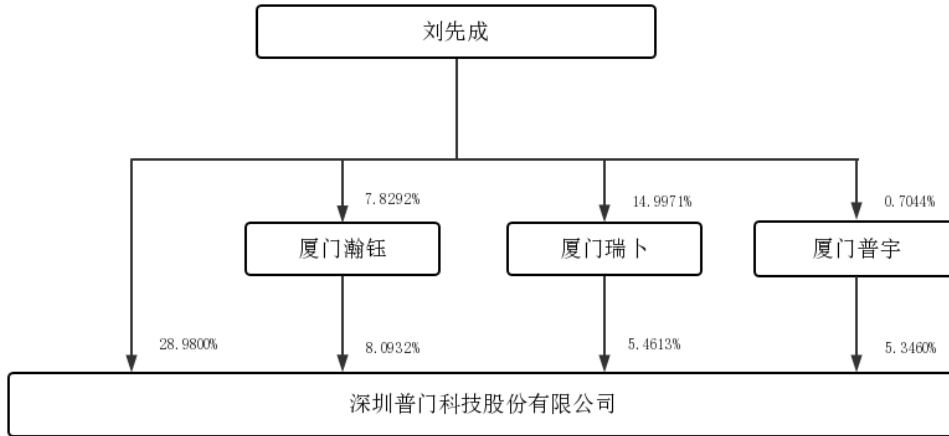 刘先成
7.8292%
14.9971%
0.7044%
厦门瀚钰
厦门瑞卜
厦门普宇
28.9800%
8.0932%
5.4613%
5.3460%
深圳普门科技股份有限公司